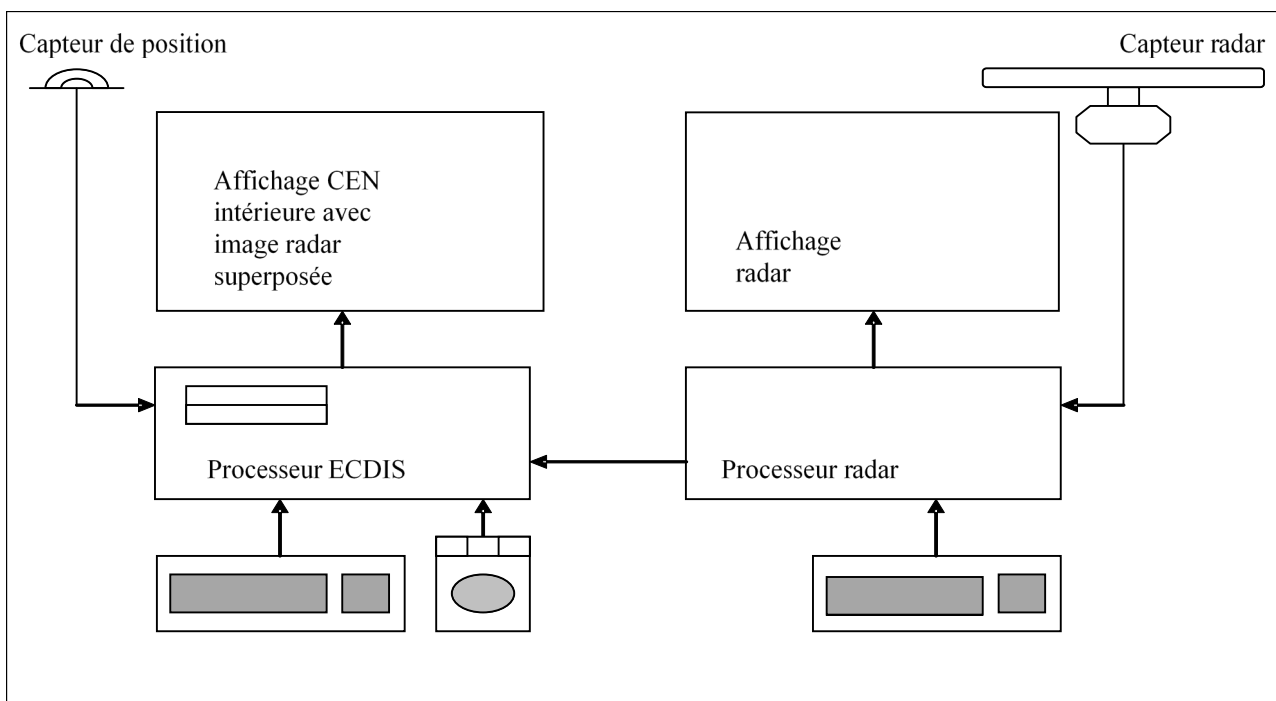 Capteur de position
Capteur radar
Affichage CEN
intérieure avec
image radar
superposée
Affichage
radar
Processeur ECDIS
Processeur radar